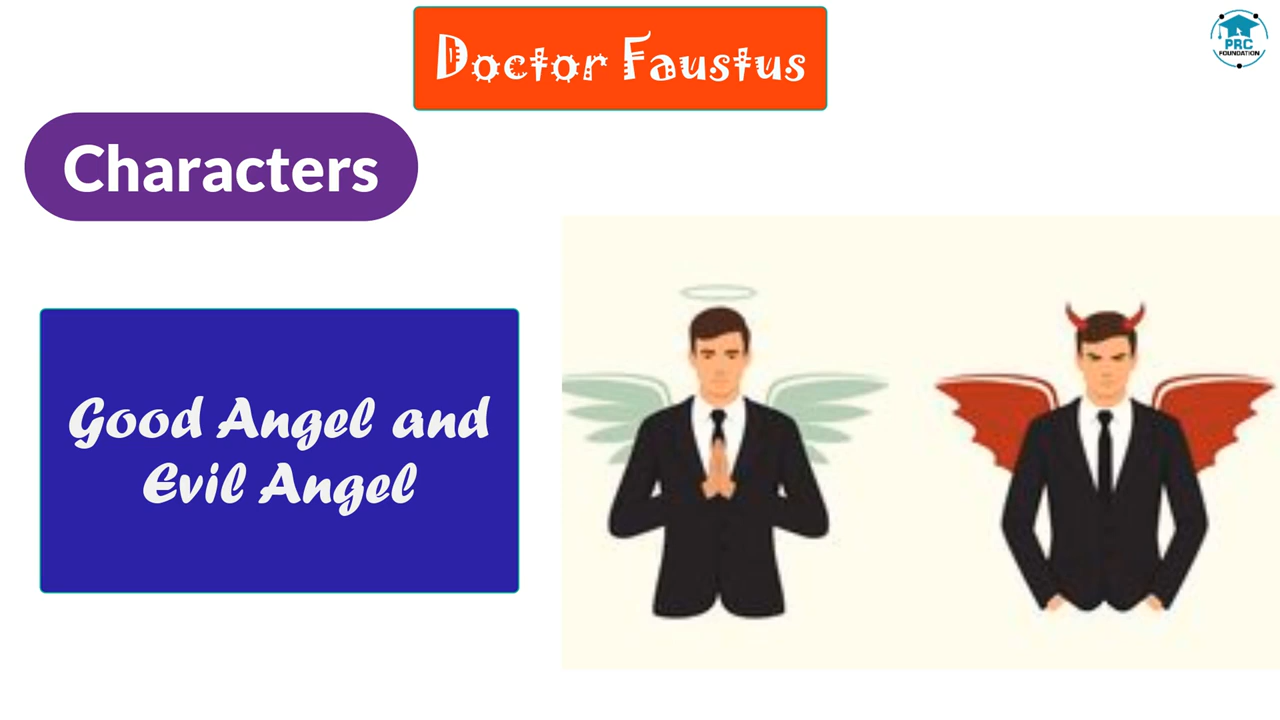 Doctor Faustus
PRC
FOUNDATION
Characters
Good Angel and
Evil Angel